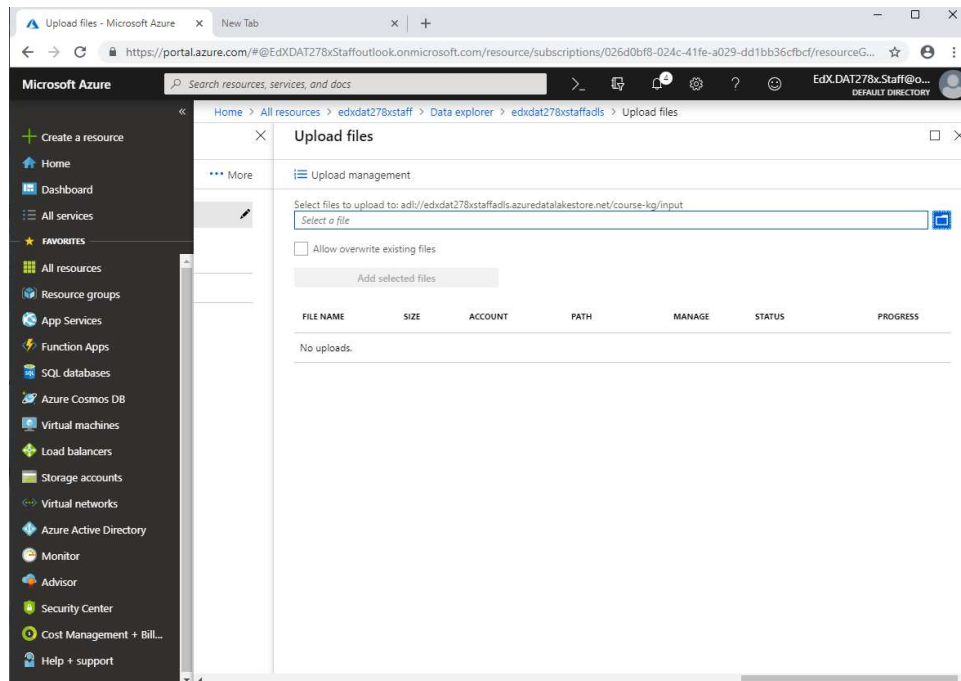 Upload files - Microsoft Azure
New Tab
https://portal.azure.com/#@EdXDAT278xStaffoutlook.onmicrosoft.com/resource/subscriptions/026d0bf8-024c-41fe-a029-dd1bb36cfbcf/resourceG...
Microsoft Azure
Search resources, services, and docs
4
EdX.DAT278x.Staff@o...
DEFAULT DIRECTORY
Home > All resources > edxdat278xstaff > Data explorer > edxdat278xstaffadls > Upload files
Create a resource
Home
Dashboard
All services
FAVORITES
All resources
Resource groups
App Services
Function Apps
SQL databases
Azure Cosmos DB
Virtual machines
Load balancers
Storage accounts
Virtual networks
Azure Active Directory
Monitor
Advisor
Security Center
Cost Management + Bill...
Help + support
More
Upload files
Upload management
Select files to upload to: adl://edxdat278xstaffadls.azuredatalakestore.net/course-kg/input
Select a file
Allow overwrite existing files
Add selected files
FILE NAME SIZE ACCOUNT PATH MANAGE STATUS PROGRESS
No uploads.